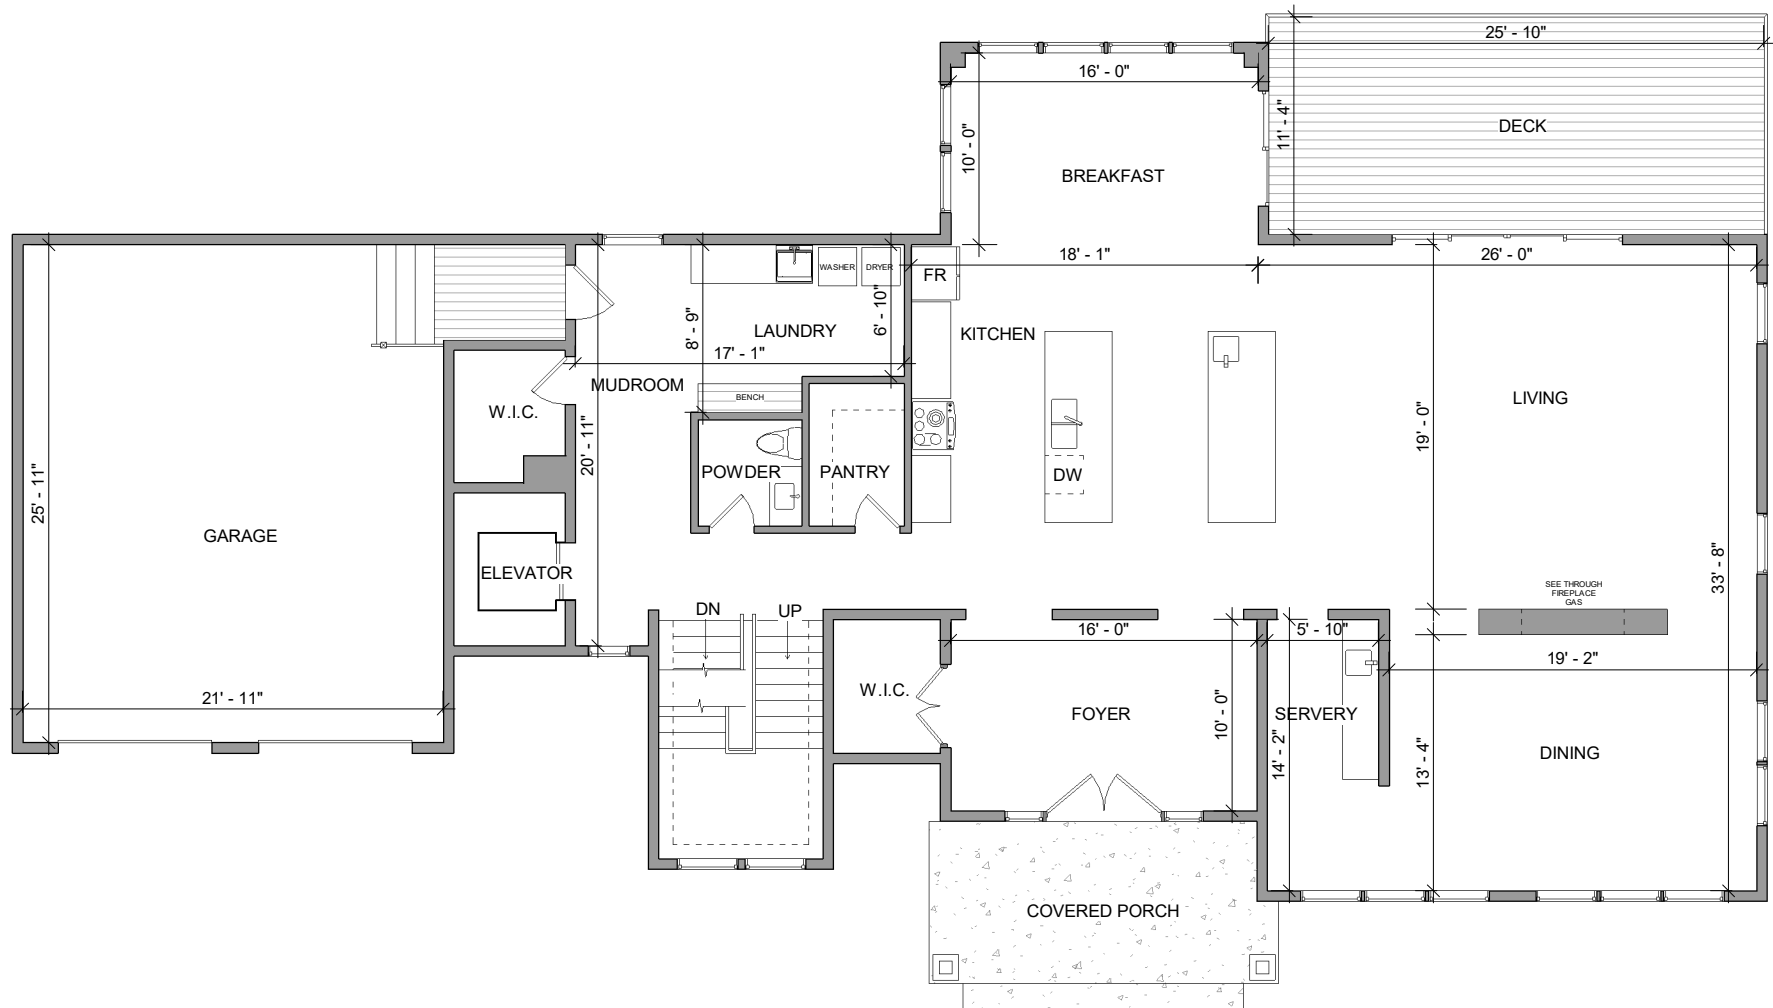 25' - 10"
16' - 0"
11' - 4"
DECK
10' - 0"
BREAKFAST
18' - 1"
26' - 0"
WASHER
DRYER
FR
6' - 10"
8' - 9"
LAUNDRY
KITCHEN
17' - 1"
MUDROOM
BENCH
LIVING
W.I.C.
19' - 0"
20' - 11"
POWDER
PANTRY
DW
25' - 11"
GARAGE
ELEVATOR
33' - 8"
SEE THROUGH
FIREPLACE
GAS
DN
UP
16' - 0"
5' - 10"
19' - 2"
W.I.C.
21' - 11"
FOYER
10' - 0"
SERVERY
14' - 2"
13' - 4"
DINING
COVERED PORCH